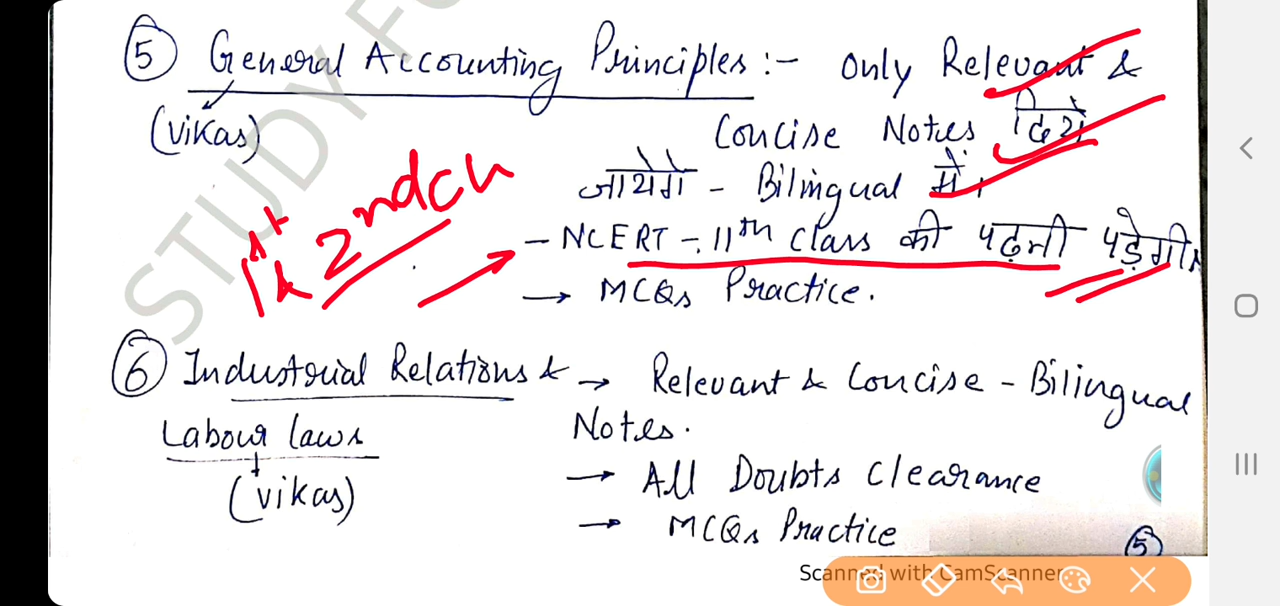 5 General Accounting Principles :- Only Relevant &
(Vikas) Concise Notes दिये
जायेंगे - Bilingual में।
1st & 2nd ch
- NCERT - 11th Class की पढ़नी पड़ेगी।
→ MCQs Practice.
6 Industrial Relations & → Relevant & Concise - Bilingual
Labour laws Notes.
(Vikas) → All Doubts Clearance
→ MCQs Practice
5
Scanned with CamScanner
STUDY FO